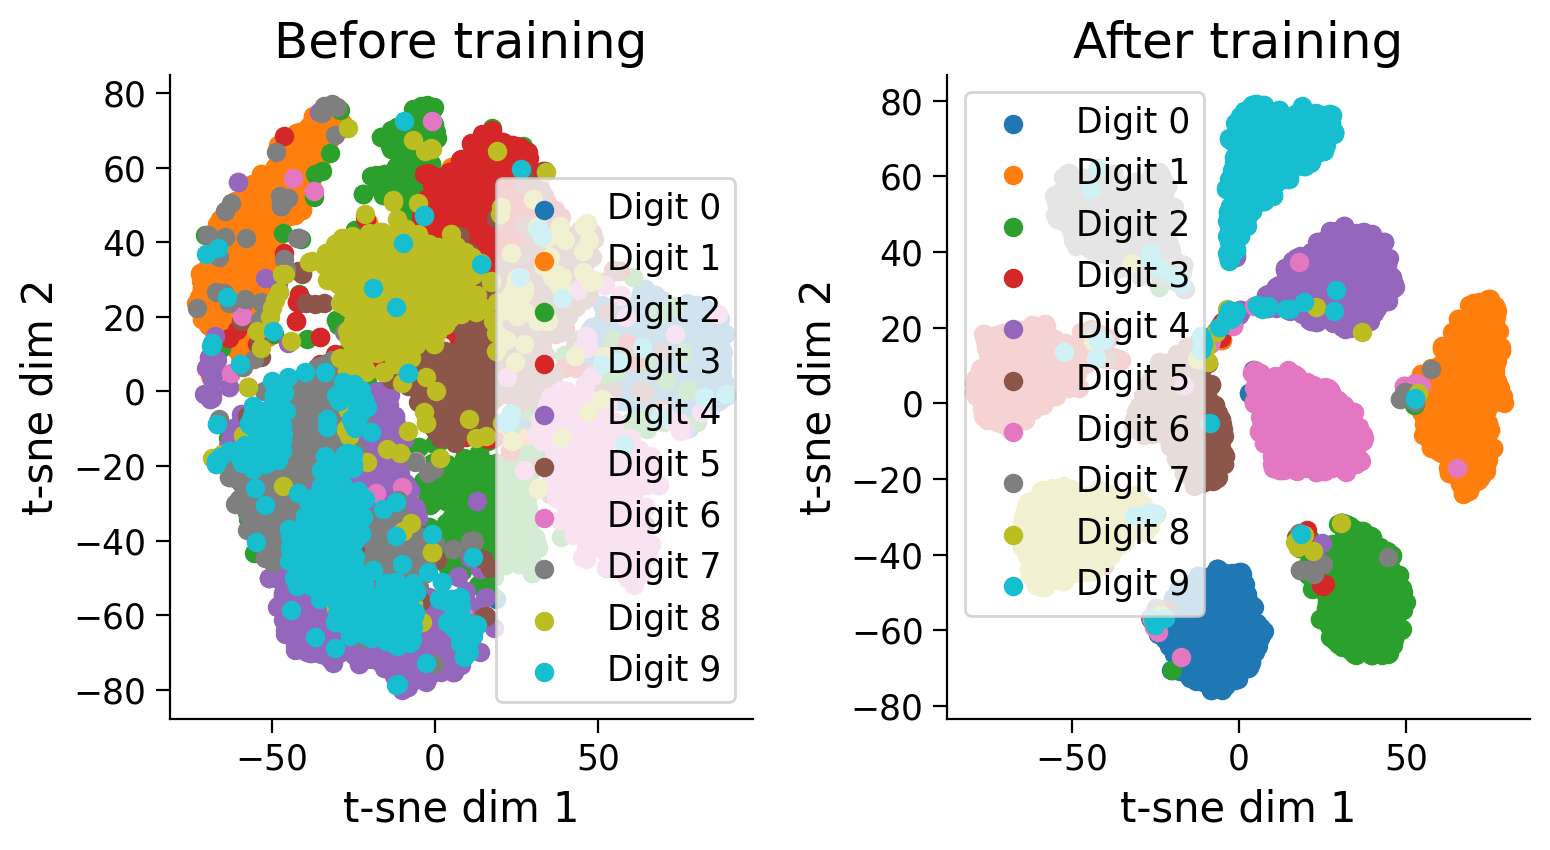 Before training
80
60
40
20
0
−20
−40
−60
−80
t-sne dim 2
Digit 0
Digit 1
Digit 2
Digit 3
Digit 4
Digit 5
Digit 6
Digit 7
Digit 8
Digit 9
−50
0
50
t-sne dim 1
After training
80
60
40
20
0
−20
−40
−60
−80
t-sne dim 2
Digit 0
Digit 1
Digit 2
Digit 3
Digit 4
Digit 5
Digit 6
Digit 7
Digit 8
Digit 9
−50
0
50
t-sne dim 1